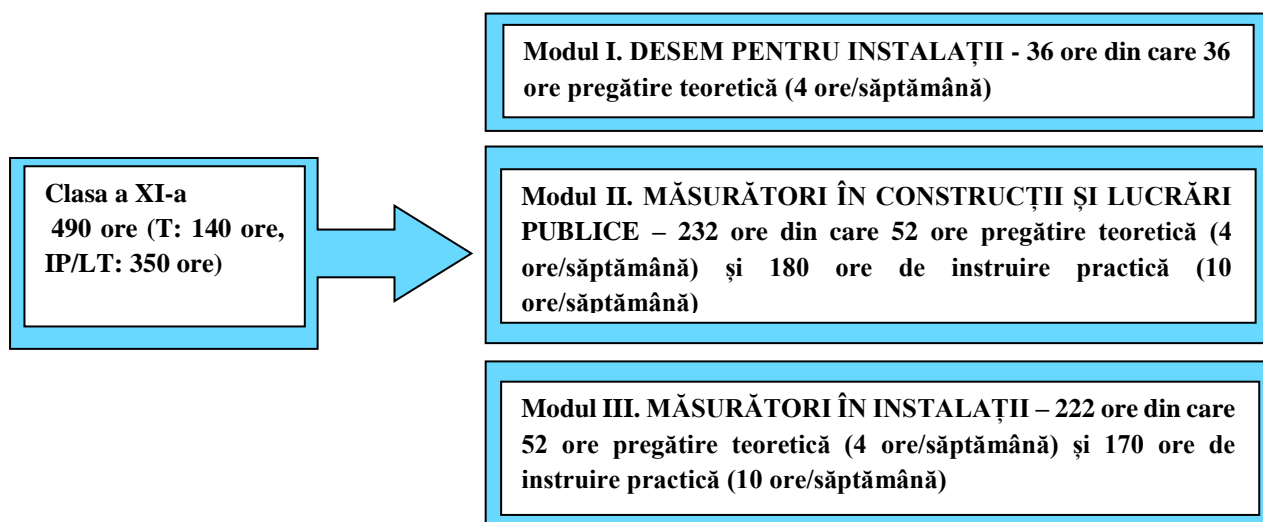 Modul I. DESEM PENTRU INSTALAȚII - 36 ore din care 36
ore pregătire teoretică (4 ore/săptămână)
Clasa a XI-a
490 ore (T: 140 ore,
IP/LT: 350 ore)
Modul II. MĂSURĂTORI ÎN CONSTRUCȚII ȘI LUCRĂRI
PUBLICE – 232 ore din care 52 ore pregătire teoretică (4
ore/săptămână) și 180 ore de instruire practică (10
ore/săptămână)
Modul III. MĂSURĂTORI ÎN INSTALAȚII – 222 ore din care
52 ore pregătire teoretică (4 ore/săptămână) și 170 ore de
instruire practică (10 ore/săptămână)